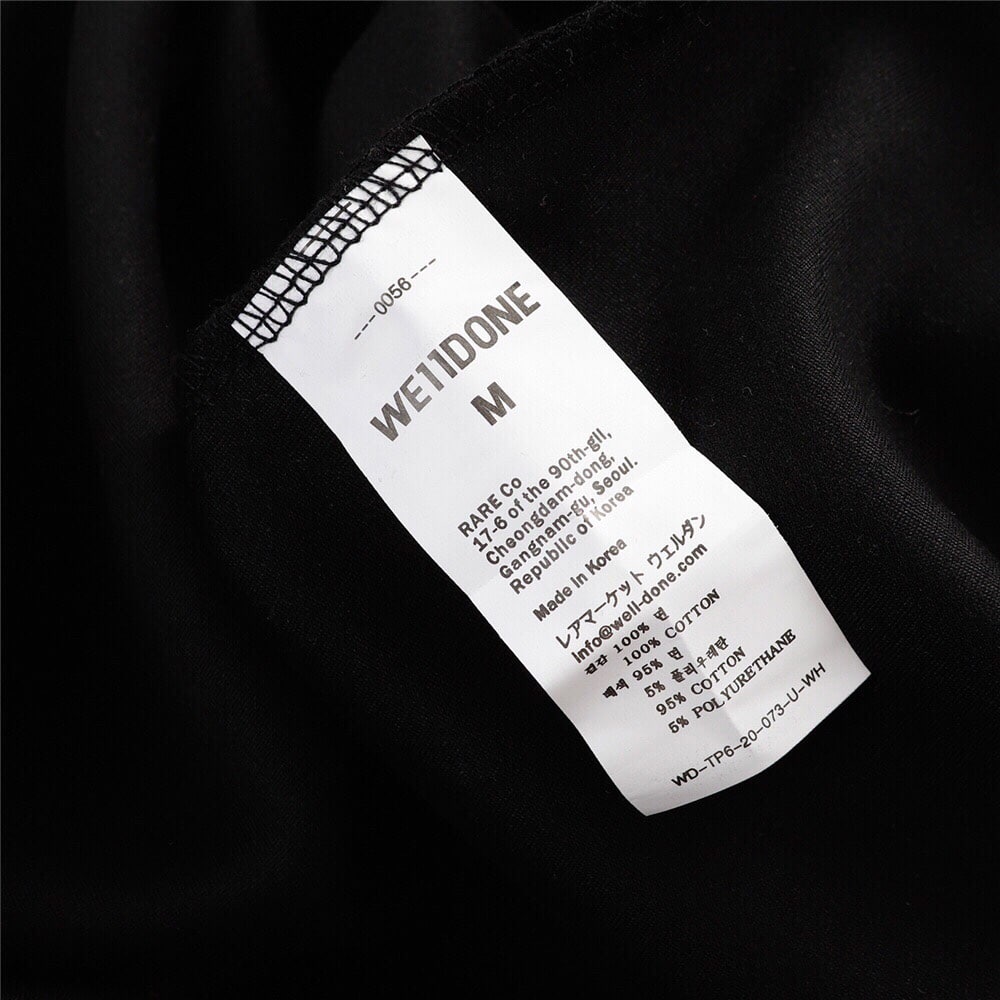 ---0056---
WE11DONE
M
RARE Co
17-6 of the 90th-gil,
Cheongdam-dong,
Gangnam-gu, Seoul.
Republic of Korea
Made in Korea
レアマーケット ウェルダン
Info@well-done.com
겉감 100% 면
100% COTTON
배색 95% 면
5% 폴리우레탄
95% COTTON
5% POLYURETHANE
WD-TP6-20-073-U-WH